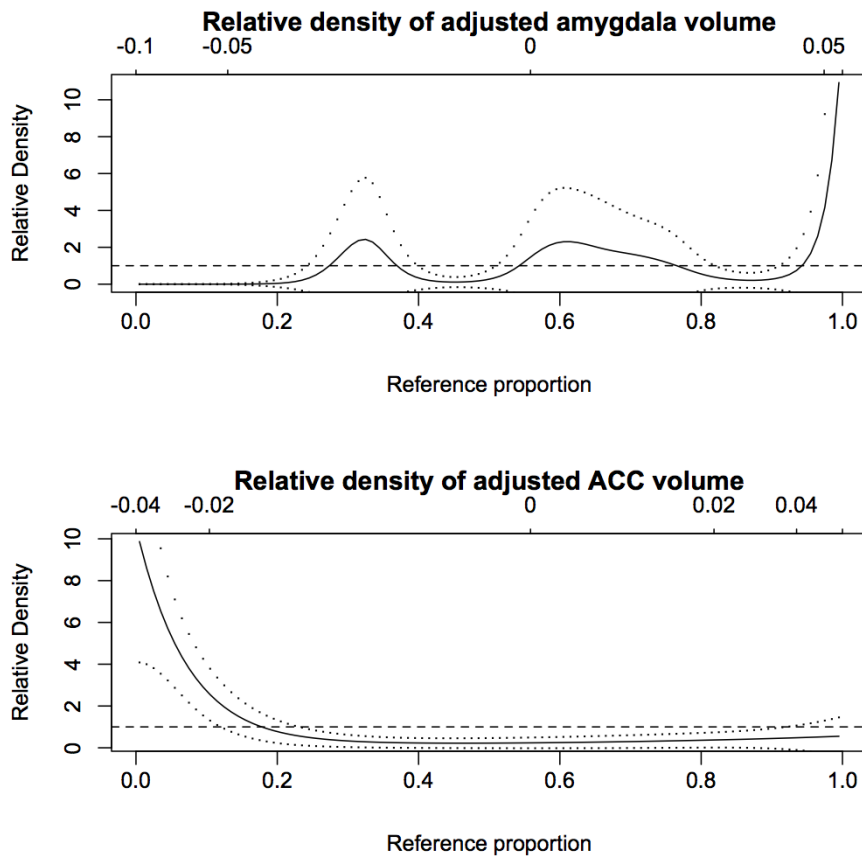 Relative density of adjusted amygdala volume
-0.1 -0.05 0 0.05
Relative Density
10
8
6
4
2
0
0.0 0.2 0.4 0.6 0.8 1.0
Reference proportion
Relative density of adjusted ACC volume
-0.04 -0.02 0 0.02 0.04
Relative Density
10
8
6
4
2
0
0.0 0.2 0.4 0.6 0.8 1.0
Reference proportion